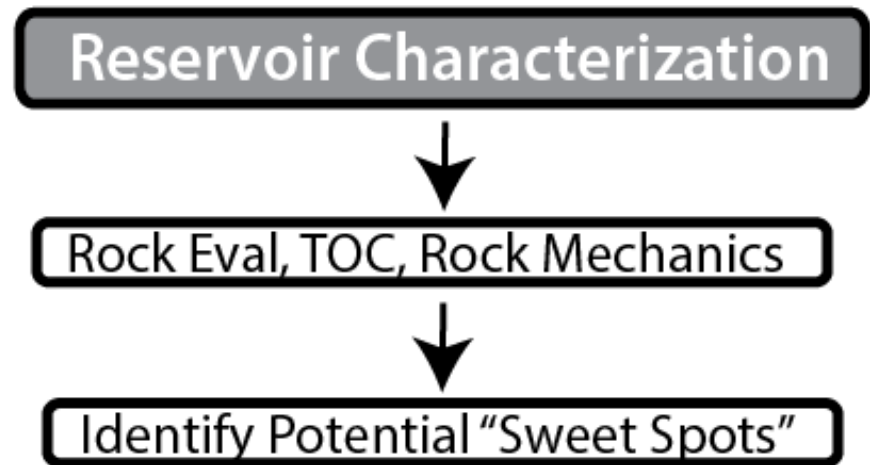 Reservoir Characterization
Rock Eval, TOC, Rock Mechanics
Identify Potential “Sweet Spots”